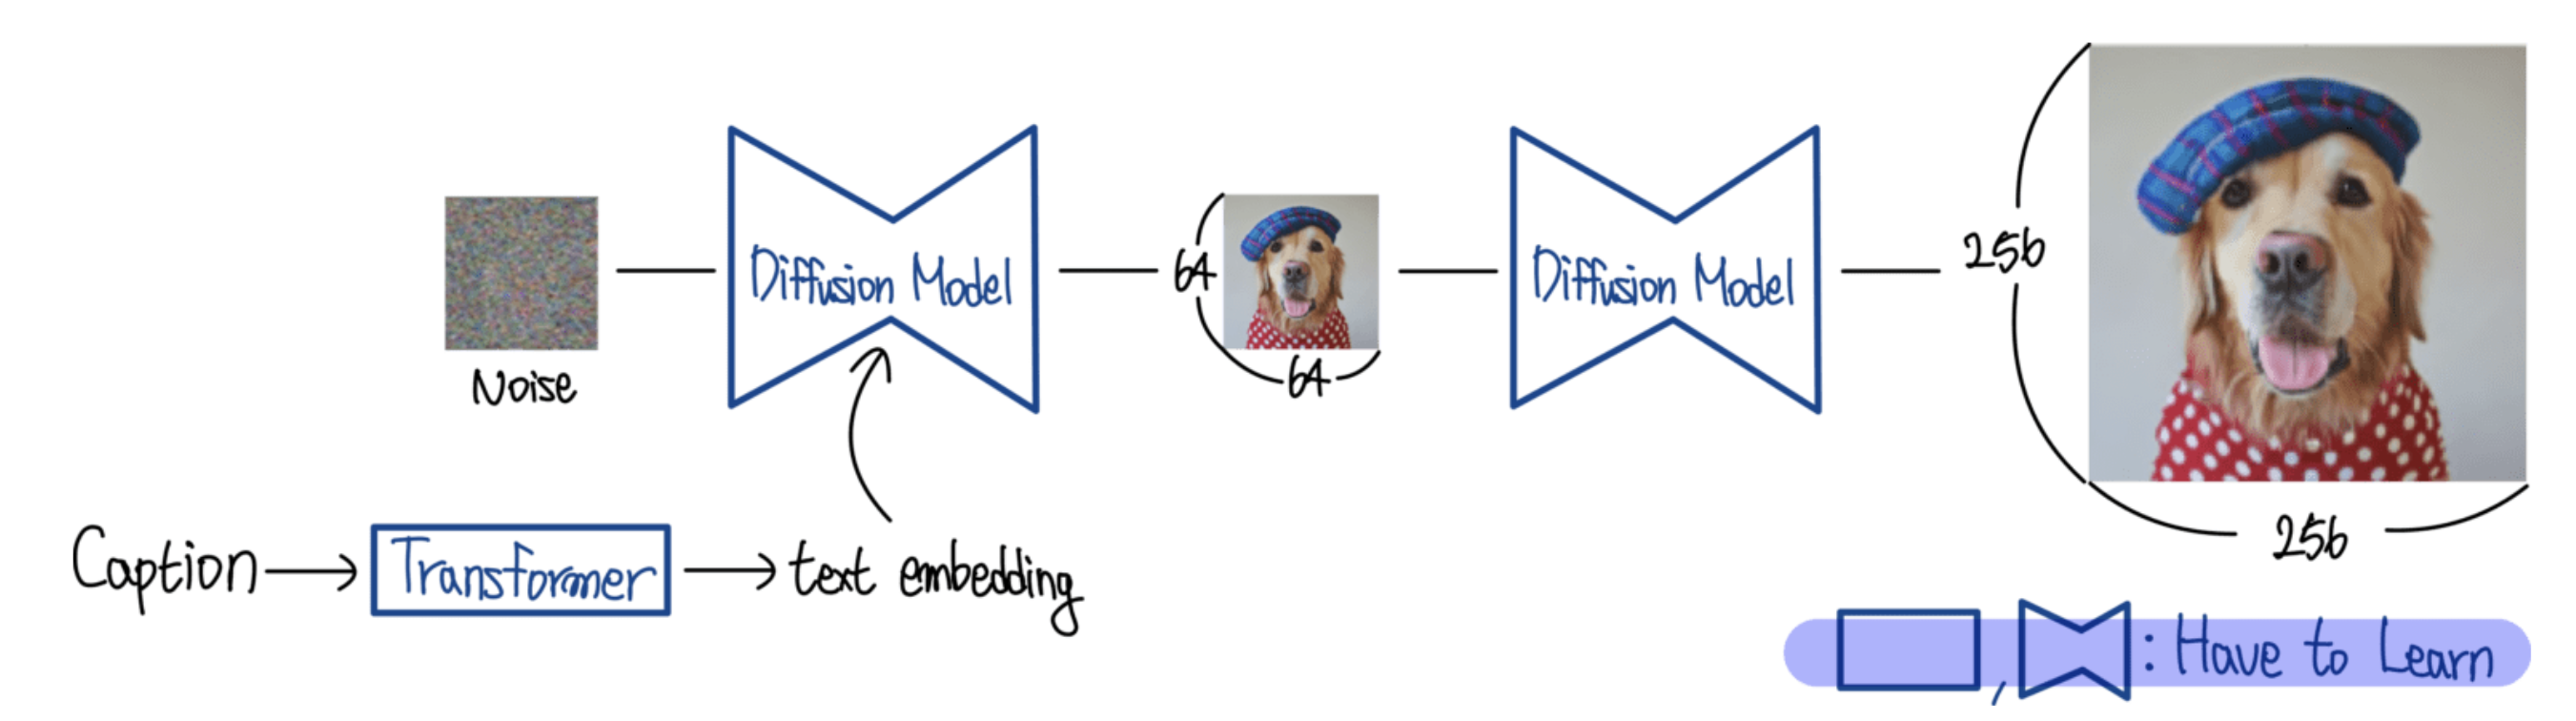 Noise
Diffusion Model
64
64
Diffusion Model
256
256
Caption
Transformer
text embedding
, : Have to Learn